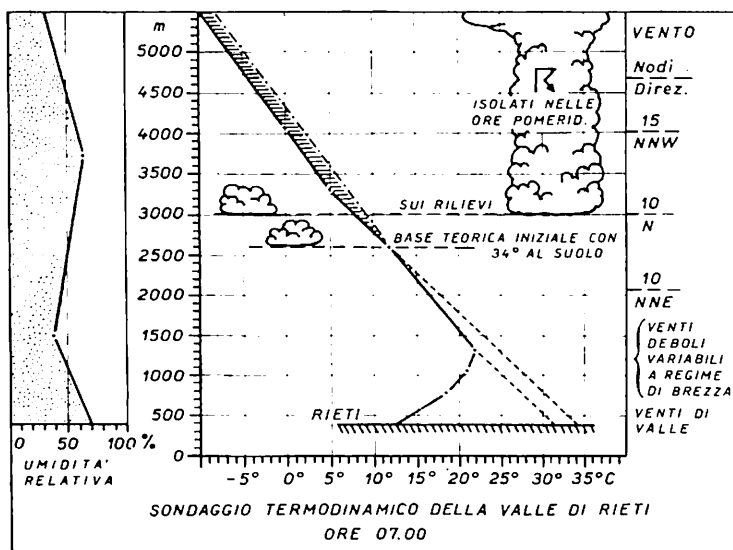 m
5000
4500
4000
3500
3000
2500
2000
1500
1000
500
0
ISOLATI NELLE
ORE POMERID.
SUI RILIEVI
BASE TEORICA INIZIALE CON
34° AL SUOLO
RIETI
VENTO
Nodi
Direz.
15
NNW
10
N
10
NNE
VENTI
DEBOLI
VARIABILI
A REGIME
DI BREZZA
VENTI DI
VALLE
0 50 100 %
UMIDITA'
RELATIVA
-5° 0° 5° 10° 15° 20° 25° 30° 35°C
SONDAGGIO TERMODINAMICO DELLA VALLE DI RIETI
ORE 07.00